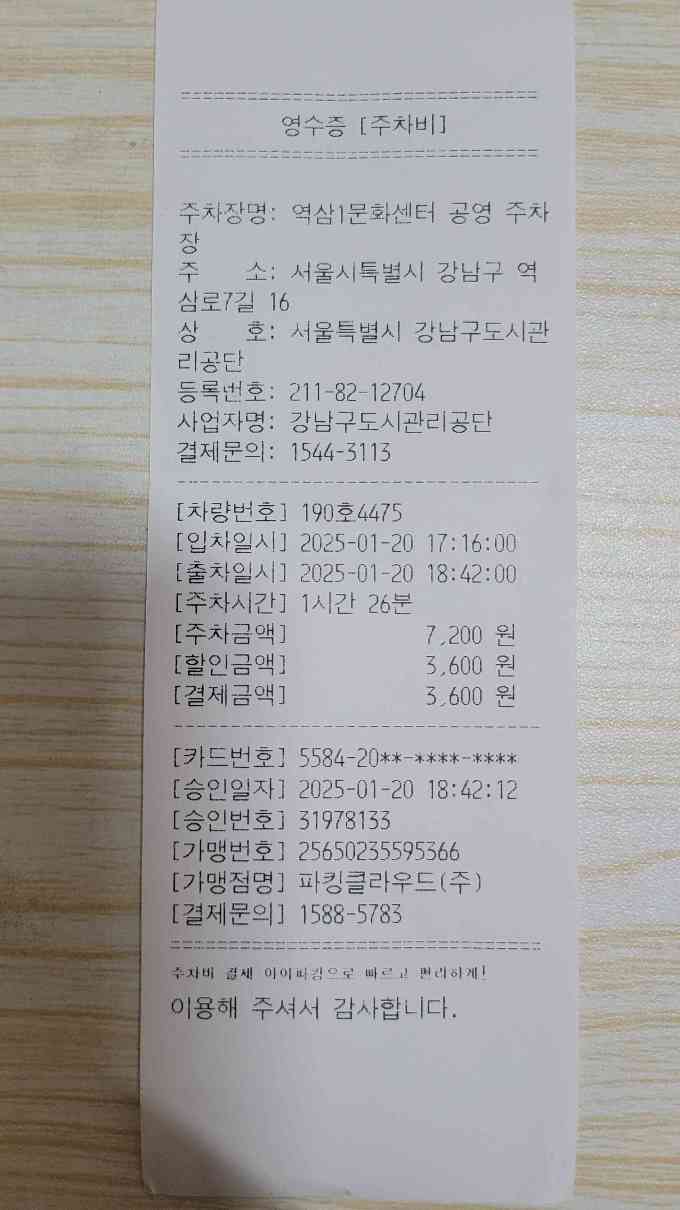 영수증 [주차비]
주차장명: 역삼1문화센터 공영 주차
장
주 소: 서울시특별시 강남구 역
삼로7길 16
상 호: 서울특별시 강남구도시관
리공단
등록번호: 211-82-12704
사업자명: 강남구도시관리공단
결제문의: 1544-3113
[차량번호] 190호4475
[입차일시] 2025-01-20 17:16:00
[출차일시] 2025-01-20 18:42:00
[주차시간] 1시간 26분
[주차금액] 7,200 원
[할인금액] 3,600 원
[결제금액] 3,600 원
[카드번호] 5584-20**-****-****
[승인일자] 2025-01-20 18:42:12
[승인번호] 31978133
[가맹번호] 25650235595366
[가맹점명] 파킹클라우드(주)
[결제문의] 1588-5783
주차비 결제 아이파킹으로 빠르고 편리하게!
이용해 주셔서 감사합니다.